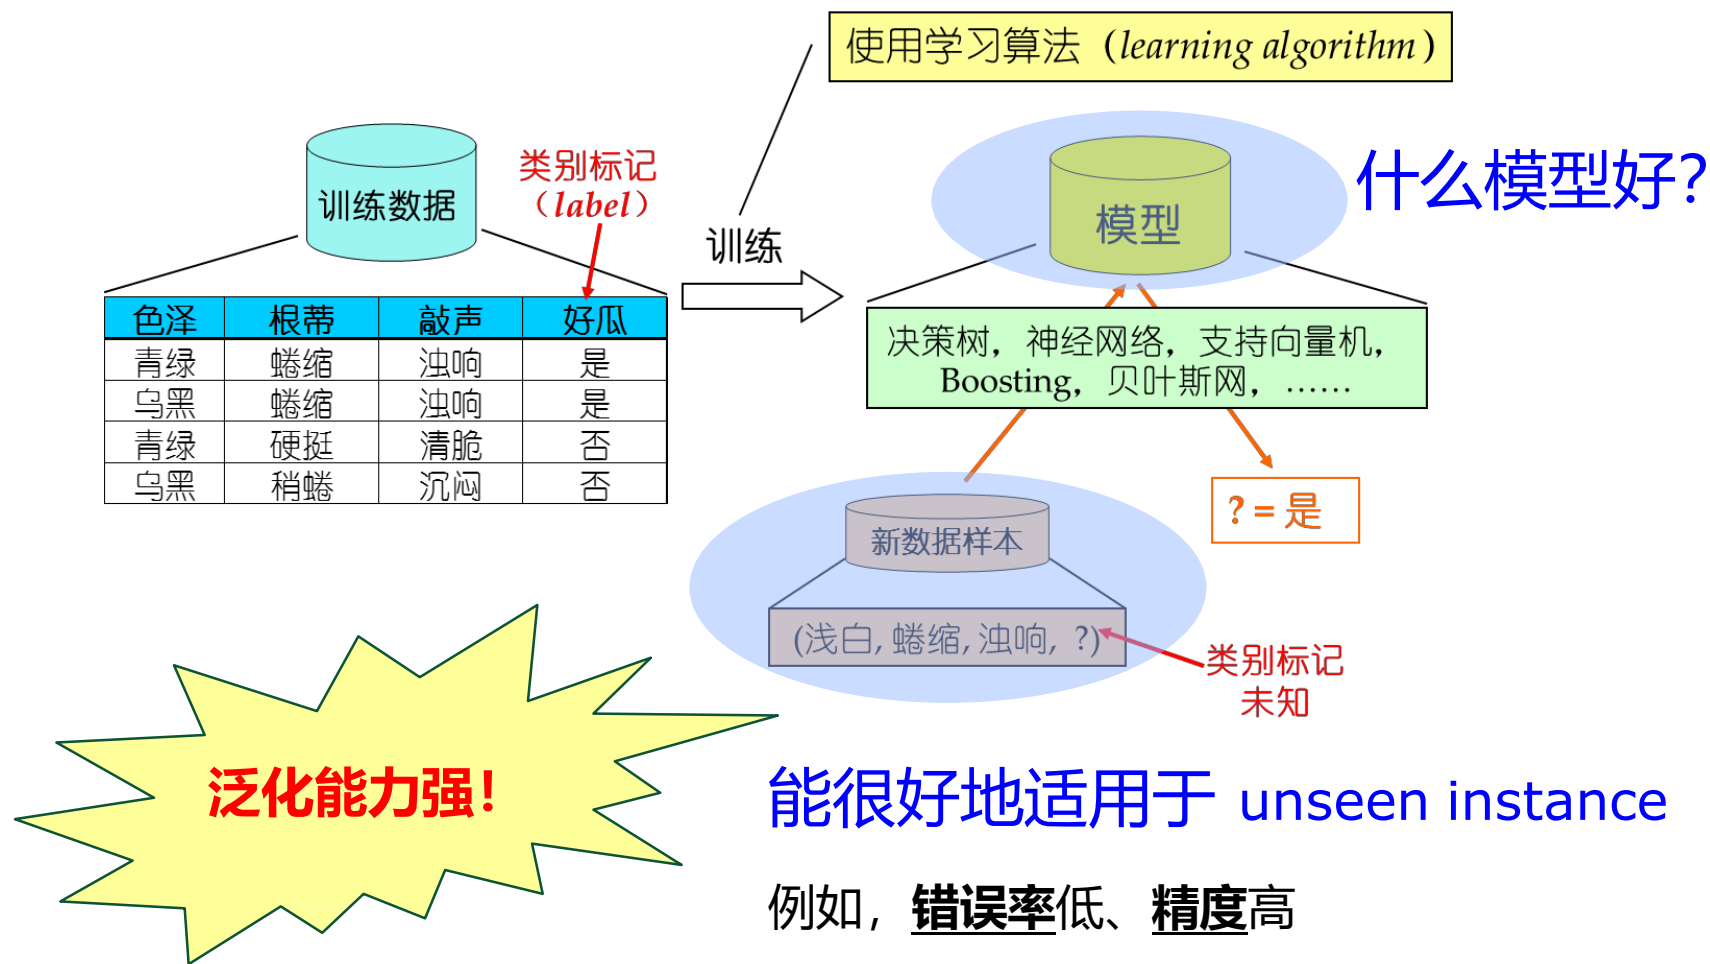 使用学习算法（learning algorithm）
训练数据
类别标记
（label）
训练
模型
什么模型好?
色泽 根蒂 敲声 好瓜
青绿 蜷缩 浊响 是
乌黑 蜷缩 浊响 是
青绿 硬挺 清脆 否
乌黑 稍蜷 沉闷 否
决策树，神经网络，支持向量机，
Boosting，贝叶斯网，……
? = 是
新数据样本
(浅白, 蜷缩, 浊响, ?)
类别标记
未知
泛化能力强！
能很好地适用于 unseen instance
例如，错误率低、精度高